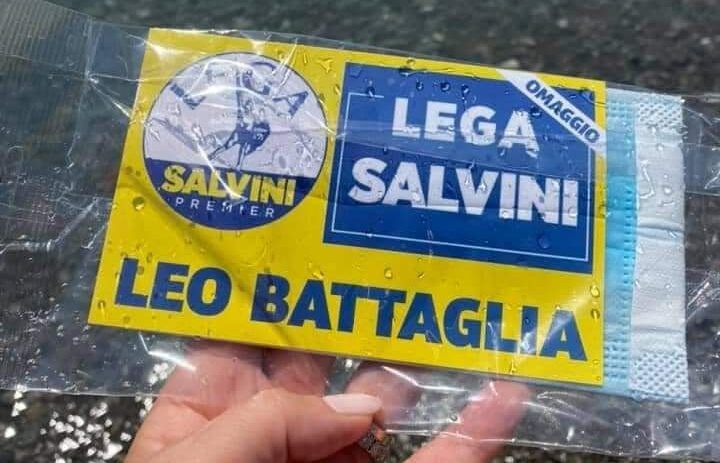 LEGA
SALVINI
PREMIER
LEGA
SALVINI
OMAGGIO
LEO BATTAGLIA